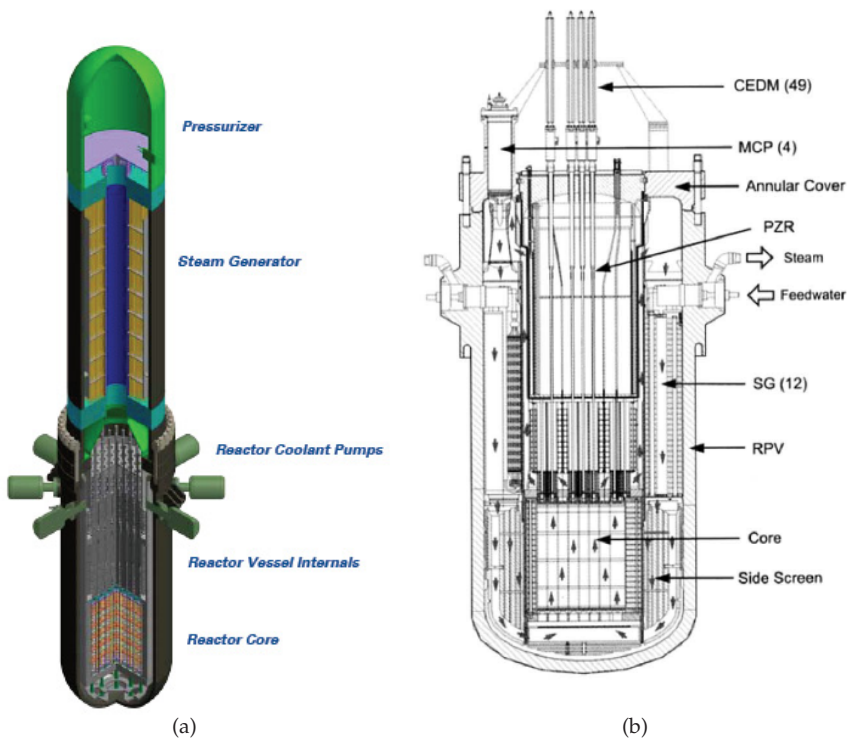 Pressurizer
Steam Generator
Reactor Coolant Pumps
Reactor Vessel Internals
Reactor Core
(a)
CEDM (49)
MCP (4)
Annular Cover
PZR
Steam
Feedwater
SG (12)
RPV
Core
Side Screen
(b)